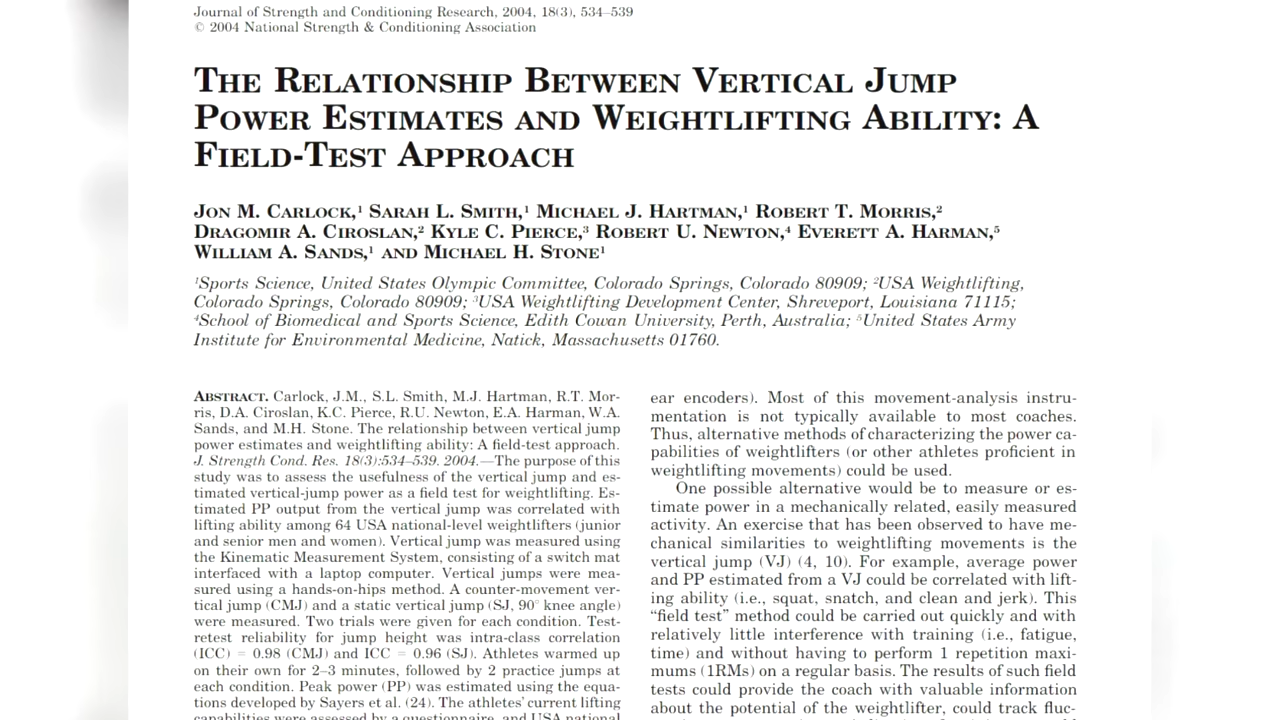 Journal of Strength and Conditioning Research, 2004, 18(3), 534–539
© 2004 National Strength & Conditioning Association
THE RELATIONSHIP BETWEEN VERTICAL JUMP
POWER ESTIMATES AND WEIGHTLIFTING ABILITY: A
FIELD-TEST APPROACH
JON M. CARLOCK,¹ SARAH L. SMITH,¹ MICHAEL J. HARTMAN,¹ ROBERT T. MORRIS,²
DRAGOMIR A. CIROSLAN,² KYLE C. PIERCE,³ ROBERT U. NEWTON,⁴ EVERETT A. HARMAN,⁵
WILLIAM A. SANDS,¹ AND MICHAEL H. STONE¹
¹Sports Science, United States Olympic Committee, Colorado Springs, Colorado 80909; ²USA Weightlifting,
Colorado Springs, Colorado 80909; ³USA Weightlifting Development Center, Shreveport, Louisiana 71115;
⁴School of Biomedical and Sports Science, Edith Cowan University, Perth, Australia; ⁵United States Army
Institute for Environmental Medicine, Natick, Massachusetts 01760.
ABSTRACT. Carlock, J.M., S.L. Smith, M.J. Hartman, R.T. Mor-
ris, D.A. Ciroslan, K.C. Pierce, R.U. Newton, E.A. Harman, W.A.
Sands, and M.H. Stone. The relationship between vertical jump
power estimates and weightlifting ability: A field-test approach.
J. Strength Cond. Res. 18(3):534–539. 2004.—The purpose of this
study was to assess the usefulness of the vertical jump and es-
timated vertical-jump power as a field test for weightlifting. Es-
timated PP output from the vertical jump was correlated with
lifting ability among 64 USA national-level weightlifters (junior
and senior men and women). Vertical jump was measured using
the Kinematic Measurement System, consisting of a switch mat
interfaced with a laptop computer. Vertical jumps were mea-
sured using a hands-on-hips method. A counter-movement ver-
tical jump (CMJ) and a static vertical jump (SJ, 90° knee angle)
were measured. Two trials were given for each condition. Test-
retest reliability for jump height was intra-class correlation
(ICC) = 0.98 (CMJ) and ICC = 0.96 (SJ). Athletes warmed up
on their own for 2–3 minutes, followed by 2 practice jumps at
each condition. Peak power (PP) was estimated using the equa-
tions developed by Sayers et al. (24). The athletes' current lifting
capabilities were assessed by a questionnaire, and USA national
ear encoders). Most of this movement-analysis instru-
mentation is not typically available to most coaches.
Thus, alternative methods of characterizing the power ca-
pabilities of weightlifters (or other athletes proficient in
weightlifting movements) could be used.
One possible alternative would be to measure or es-
timate power in a mechanically related, easily measured
activity. An exercise that has been observed to have me-
chanical similarities to weightlifting movements is the
vertical jump (VJ) (4, 10). For example, average power
and PP estimated from a VJ could be correlated with lift-
ing ability (i.e., squat, snatch, and clean and jerk). This
“field test” method could be carried out quickly and with
relatively little interference with training (i.e., fatigue,
time) and without having to perform 1 repetition maxi-
mums (1RMs) on a regular basis. The results of such field
tests could provide the coach with valuable information
about the potential of the weightlifter, could track fluc-